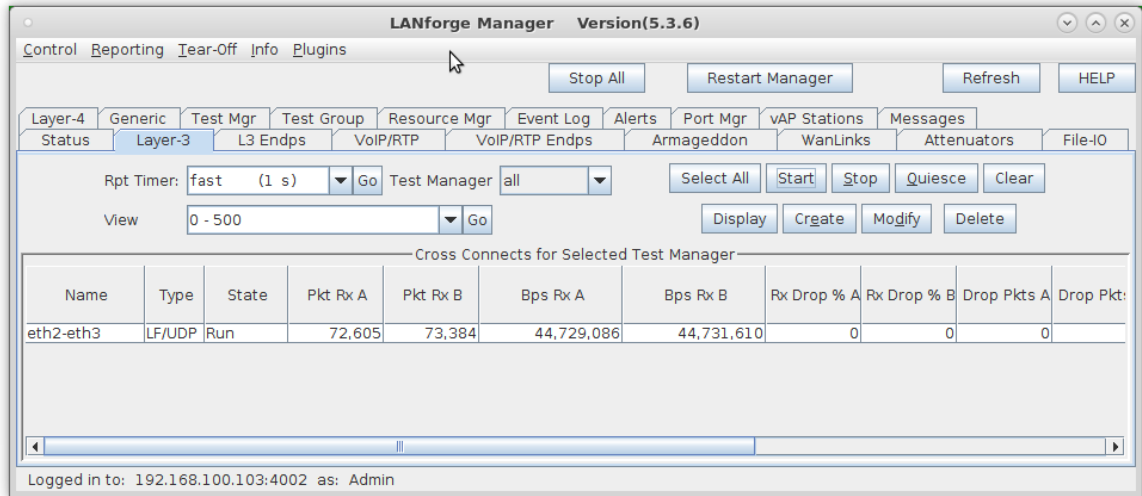 LANforge Manager Version(5.3.6)
Control Reporting Tear-Off Info Plugins
Stop All Restart Manager Refresh HELP
Layer-4 Generic Test Mgr Test Group Resource Mgr Event Log Alerts Port Mgr vAP Stations Messages
Status Layer-3 L3 Endps VoIP/RTP VoIP/RTP Endps Armageddon WanLinks Attenuators File-IO
Rpt Timer: fast (1 s) Go Test Manager all Select All Start Stop Quiesce Clear
View 0 - 500 Go Display Create Modify Delete
Cross Connects for Selected Test Manager
Name Type State Pkt Rx A Pkt Rx B Bps Rx A Bps Rx B Rx Drop % A Rx Drop % B Drop Pkts A Drop Pkts
eth2-eth3 LF/UDP Run 72,605 73,384 44,729,086 44,731,610 0 0 0
Logged in to: 192.168.100.103:4002 as: Admin